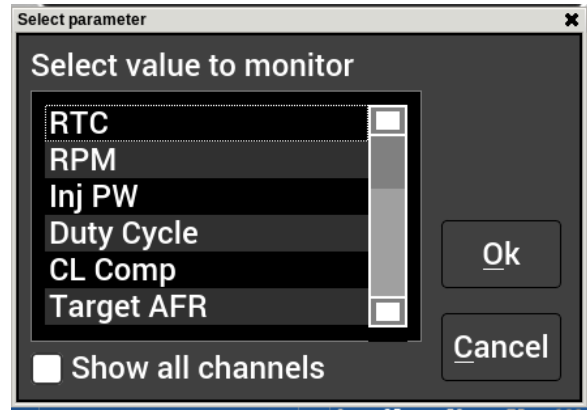 Select parameter
Select value to monitor
RTC
RPM
Inj PW
Duty Cycle
CL Comp
Target AFR
Show all channels
Ok
Cancel